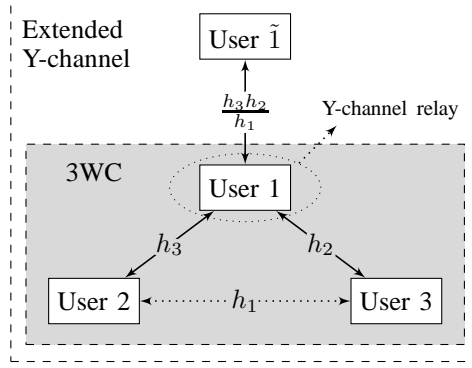 Extended
Y-channel
User 1̃
h₃h₂
h₁
Y-channel relay
3WC
User 1
h₃
h₂
User 2
h₁
User 3